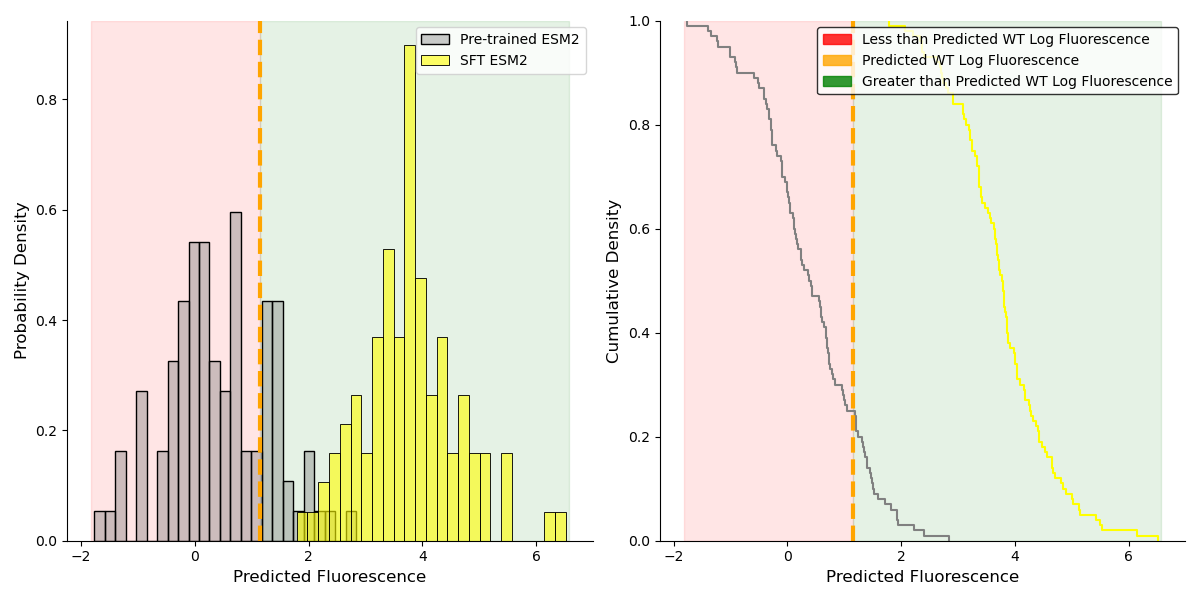 Pre-trained ESM2
SFT ESM2
Probability Density
0.8
0.6
0.4
0.2
0.0
−2
0
2
4
6
Predicted Fluorescence
Less than Predicted WT Log Fluorescence
Predicted WT Log Fluorescence
Greater than Predicted WT Log Fluorescence
Cumulative Density
1.0
0.8
0.6
0.4
0.2
0.0
−2
0
2
4
6
Predicted Fluorescence